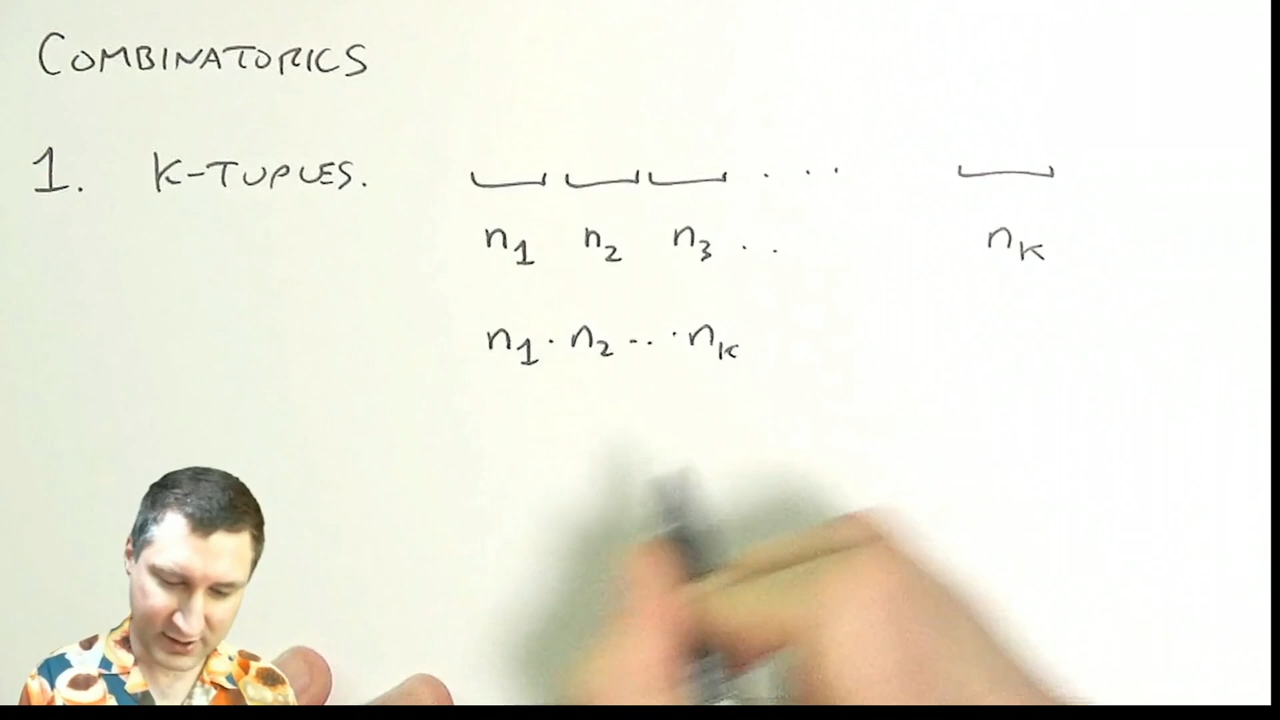 COMBINATORICS
1. K-TUPLES. . . .
n₁ n₂ n₃ . . nₖ
n₁ · n₂ .. · nₖ